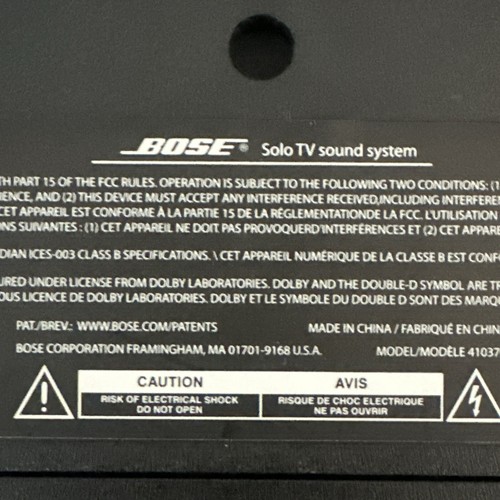 BOSE® Solo TV sound system
TH PART 15 OF THE FCC RULES. OPERATION IS SUBJECT TO THE FOLLOWING TWO CONDITIONS: (1
RENCE, AND (2) THIS DEVICE MUST ACCEPT ANY INTERFERENCE RECEIVED,INCLUDING INTERFEREN
CET APPAREIL EST CONFORME À LA PARTIE 15 DE LA RÉGLEMENTATIONDE LA FCC. L'UTILISATION
ONS SUIVANTES : (1) CET APPAREIL NE DOIT PAS PROVOQUERD'INTERFÉRENCES ET (2) CET APPARE
DIAN ICES-003 CLASS B SPECIFICATIONS. \ CET APPAREIL NUMÉRIQUE DE LA CLASSE B EST CONFO
URED UNDER LICENSE FROM DOLBY LABORATORIES. DOLBY AND THE DOUBLE-D SYMBOL ARE TR
OUS LICENCE DE DOLBY LABORATORIES. DOLBY ET LE SYMBOLE DU DOUBLE D SONT DES MARQU
PAT./BREV.: WWW.BOSE.COM/PATENTS MADE IN CHINA / FABRIQUÉ EN CHIN
BOSE CORPORATION FRAMINGHAM, MA 01701-9168 U.S.A. MODEL/MODÈLE 41037
CAUTION AVIS
RISK OF ELECTRICAL SHOCK RISQUE DE CHOC ELECTRIQUE
DO NOT OPEN NE PAS OUVRIR